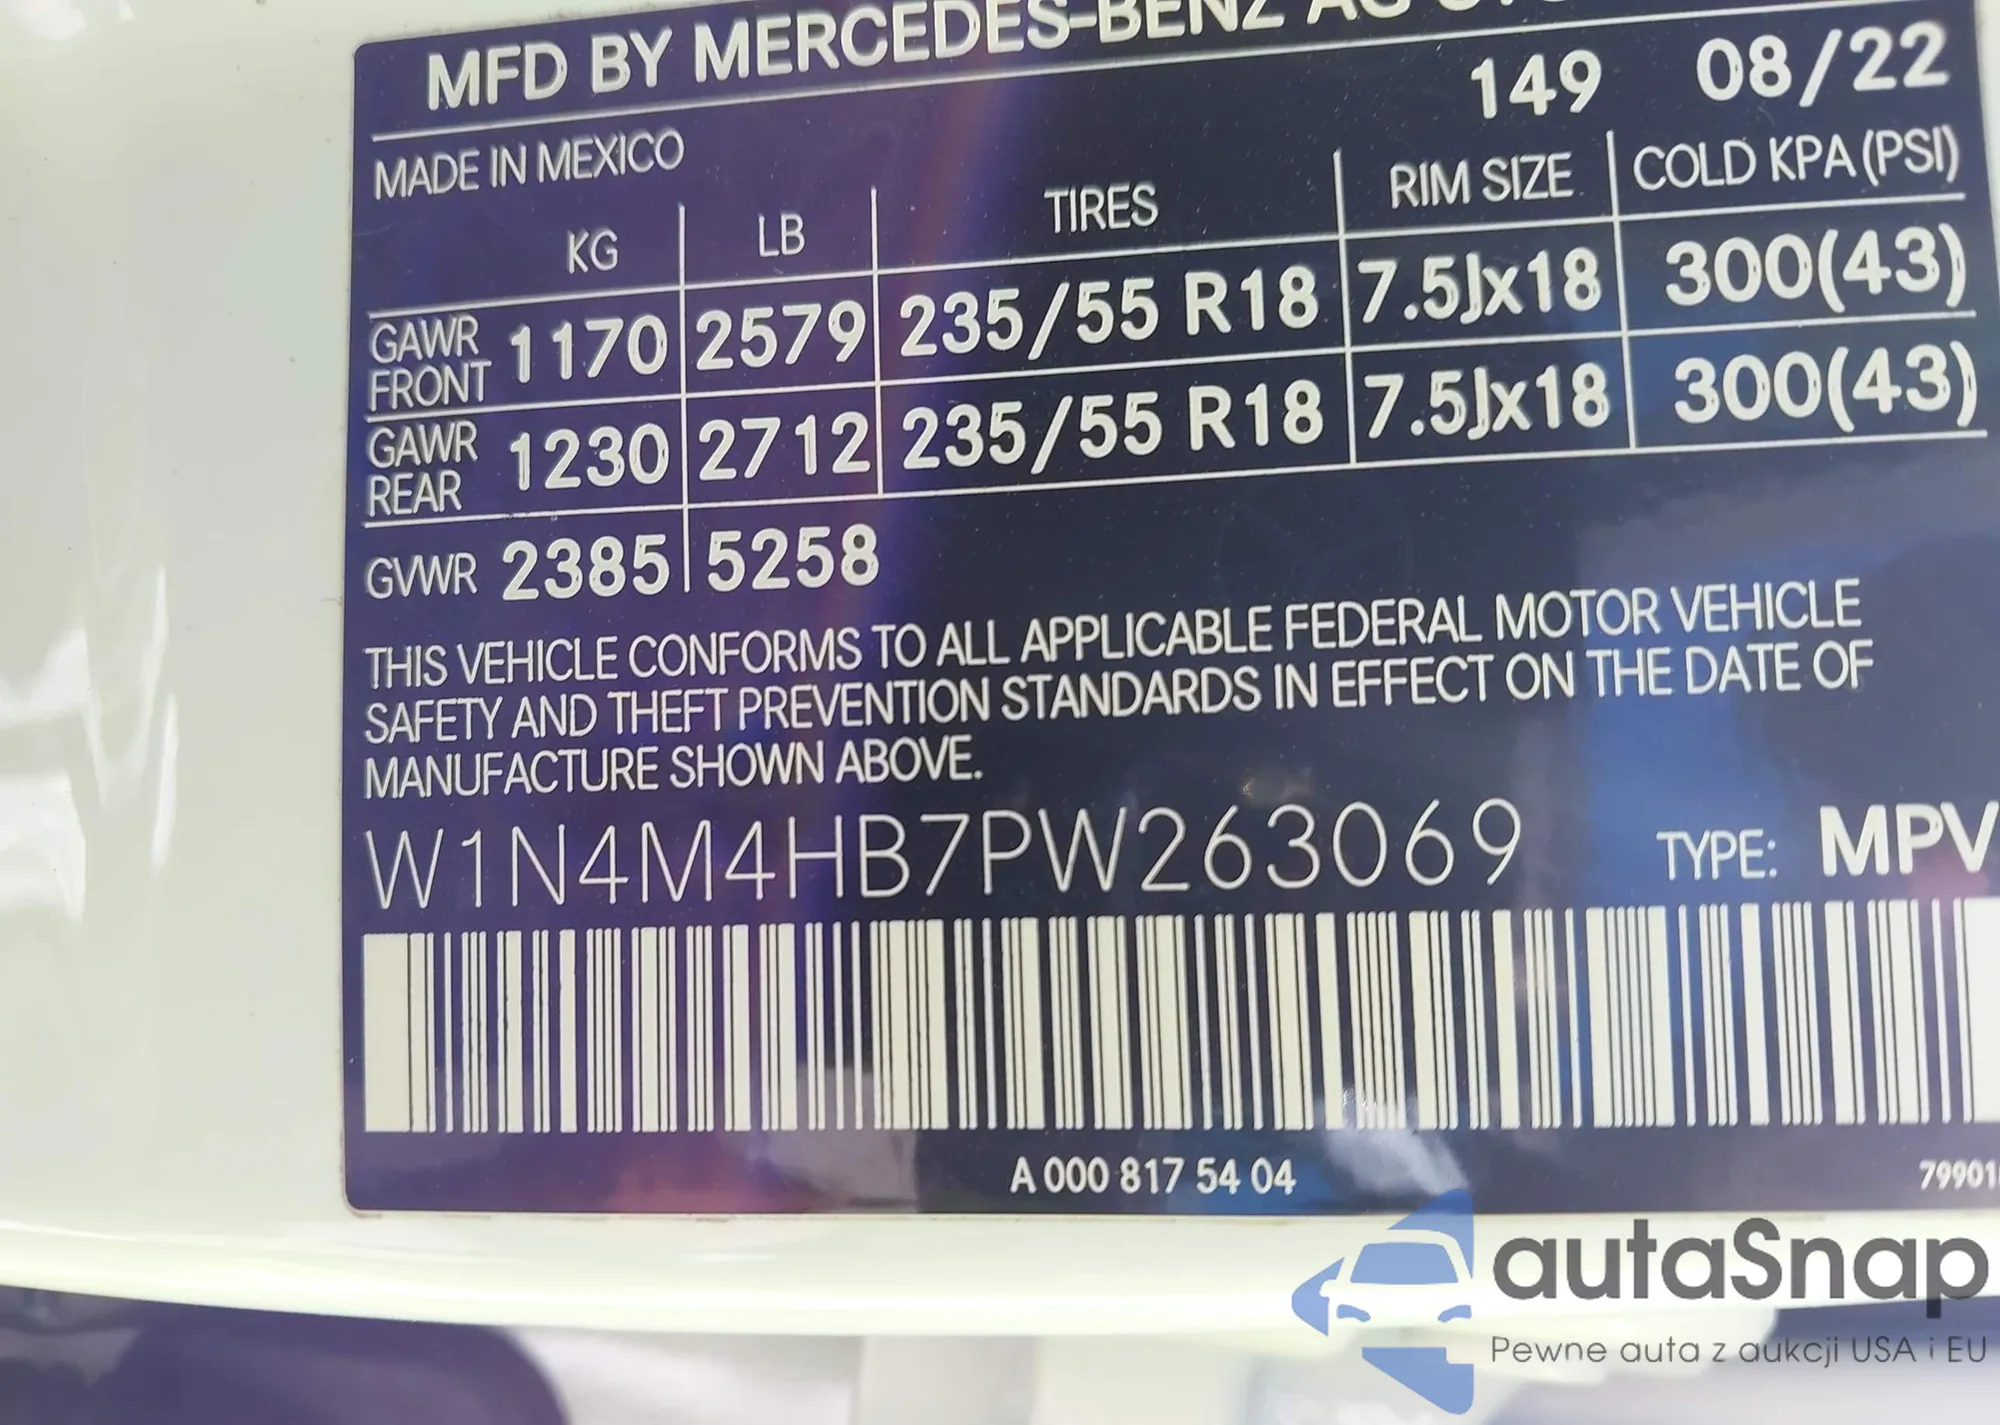 MFD BY MERCEDES-BENZ AG
149 08/22
MADE IN MEXICO
KG LB TIRES RIM SIZE COLD KPA (PSI)
GAWR FRONT 1170 2579 235/55 R18 7.5Jx18 300(43)
GAWR REAR 1230 2712 235/55 R18 7.5Jx18 300(43)
GVWR 2385 5258
THIS VEHICLE CONFORMS TO ALL APPLICABLE FEDERAL MOTOR VEHICLE
SAFETY AND THEFT PREVENTION STANDARDS IN EFFECT ON THE DATE OF
MANUFACTURE SHOWN ABOVE.
W1N4M4HB7PW263069 TYPE: MPV
A 000 817 54 04
autaSnap
Pewne auta z aukcji USA i EU